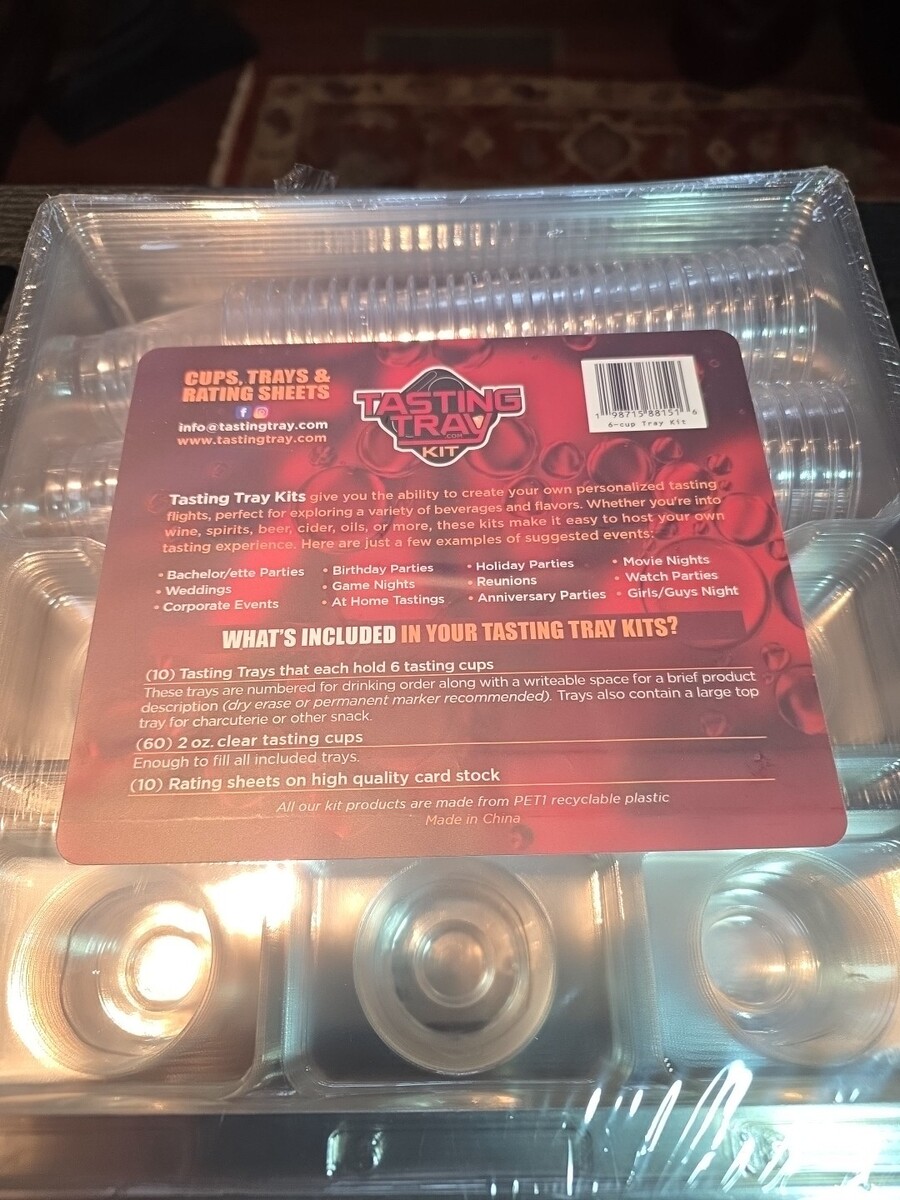 CUPS, TRAYS &
RATING SHEETS
info@tastingtray.com
www.tastingtray.com
TASTING
TRAY
.COM
KIT
1 98715 88151 6
6-cup Tray Kit
Tasting Tray Kits give you the ability to create your own personalized tasting
flights, perfect for exploring a variety of beverages and flavors. Whether you're into
wine, spirits, beer, cider, oils, or more, these kits make it easy to host your own
tasting experience. Here are just a few examples of suggested events:
• Bachelor/ette Parties
• Weddings
• Corporate Events
• Birthday Parties
• Game Nights
• At Home Tastings
• Holiday Parties
• Reunions
• Anniversary Parties
• Movie Nights
• Watch Parties
• Girls/Guys Night
WHAT'S INCLUDED IN YOUR TASTING TRAY KITS?
(10) Tasting Trays that each hold 6 tasting cups
These trays are numbered for drinking order along with a writeable space for a brief product
description (dry erase or permanent marker recommended). Trays also contain a large top
tray for charcuterie or other snack.
(60) 2 oz. clear tasting cups
Enough to fill all included trays.
(10) Rating sheets on high quality card stock
All our kit products are made from PET1 recyclable plastic
Made in China